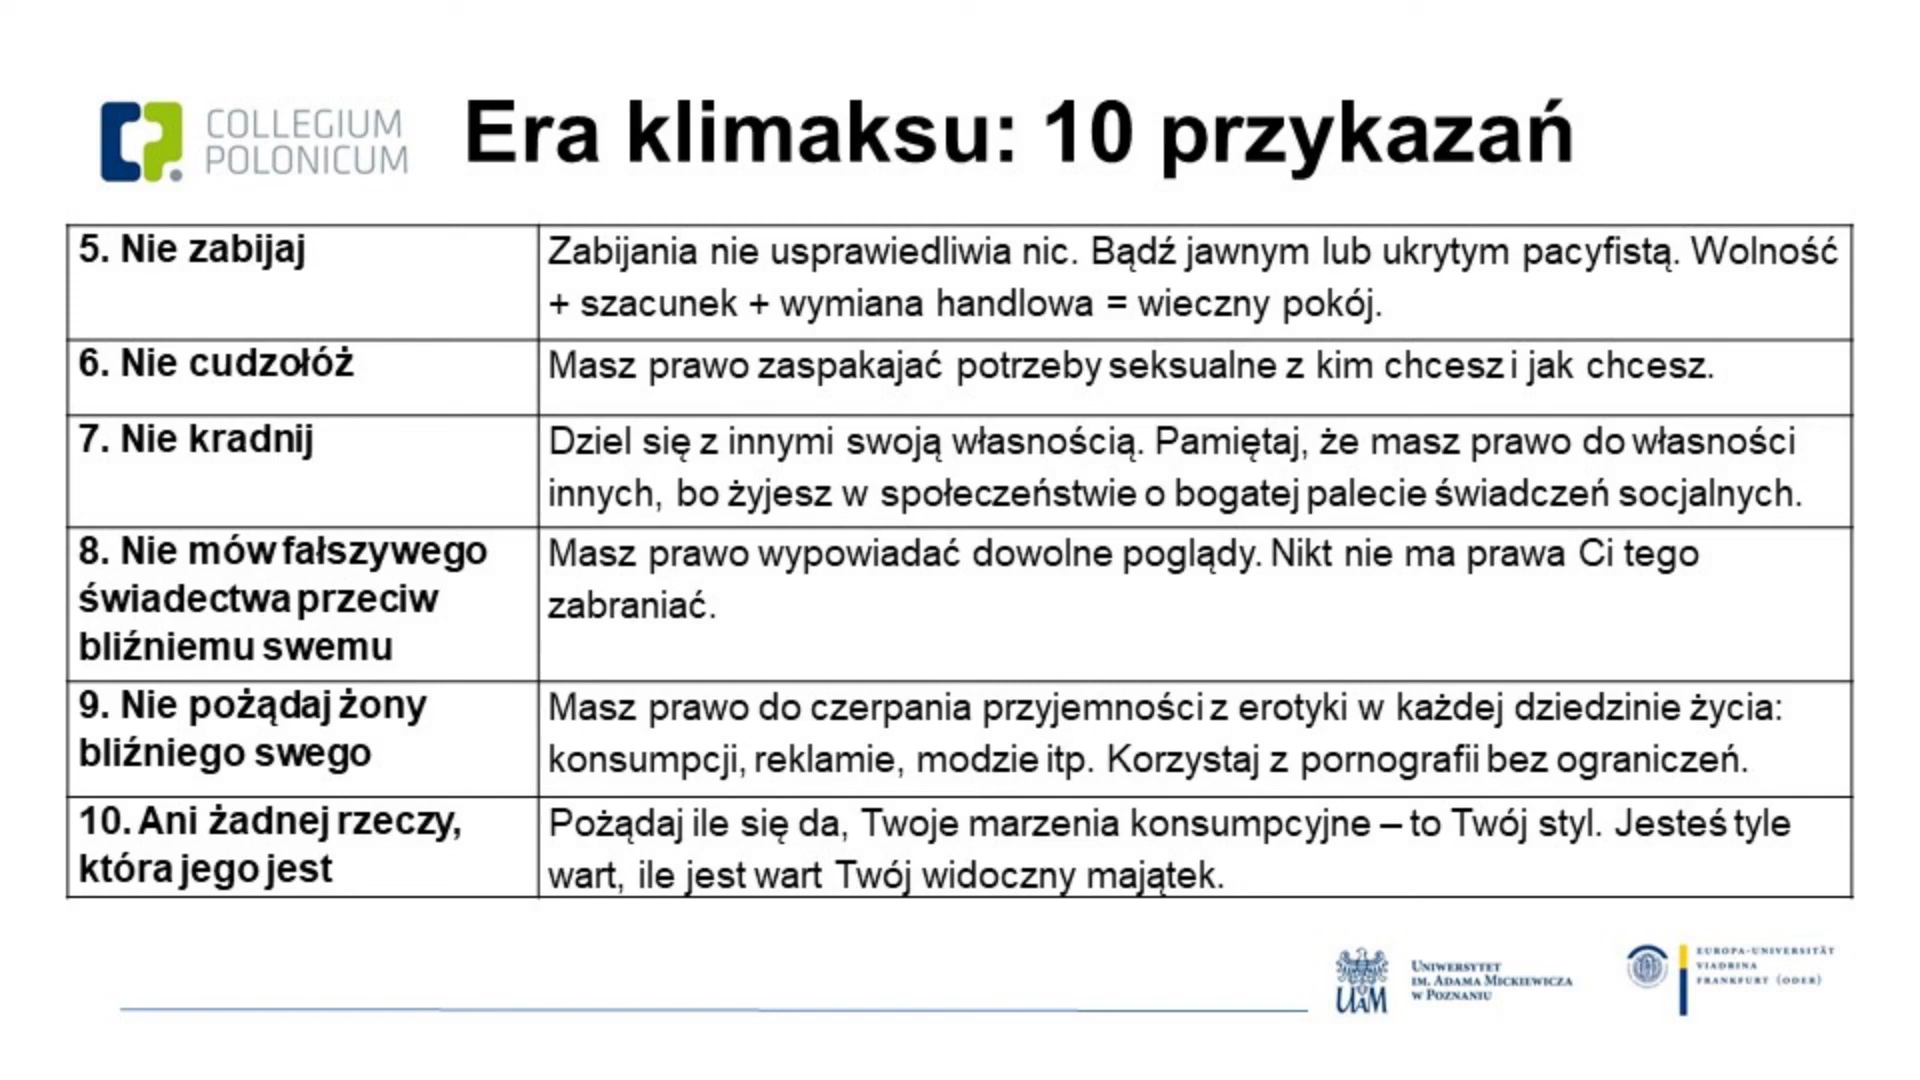 COLLEGIUM
POLONICUM
Era klimaksu: 10 przykazań
5. Nie zabijaj
Zabijania nie usprawiedliwia nic. Bądź jawnym lub ukrytym pacyfistą. Wolność
+ szacunek + wymiana handlowa = wieczny pokój.
6. Nie cudzołóż
Masz prawo zaspakajać potrzeby seksualne z kim chcesz i jak chcesz.
7. Nie kradnij
Dziel się z innymi swoją własnością. Pamiętaj, że masz prawo do własności
innych, bo żyjesz w społeczeństwie o bogatej palecie świadczeń socjalnych.
8. Nie mów fałszywego
świadectwa przeciw
bliźniemu swemu
Masz prawo wypowiadać dowolne poglądy. Nikt nie ma prawa Ci tego
zabraniać.
9. Nie pożądaj żony
bliźniego swego
Masz prawo do czerpania przyjemności z erotyki w każdej dziedzinie życia:
konsumpcji, reklamie, modzie itp. Korzystaj z pornografii bez ograniczeń.
10. Ani żadnej rzeczy,
która jego jest
Pożądaj ile się da, Twoje marzenia konsumpcyjne – to Twój styl. Jesteś tyle
wart, ile jest wart Twój widoczny majątek.
UAM
UNIWERSYTET
IM. ADAMA MICKIEWICZA
W POZNANIU
EUROPA-UNIVERSITÄT
VIADRINA
FRANKFURT (ODER)